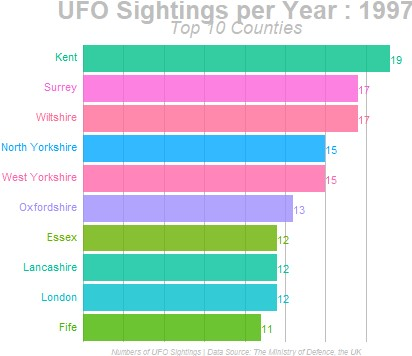 UFO Sightings per Year : 1997
Top 10 Counties
Kent 19
Surrey 17
Wiltshire 17
North Yorkshire 15
West Yorkshire 15
Oxfordshire 13
Essex 12
Lancashire 12
London 12
Fife 11
Numbers of UFO Sightings | Data Source: The Ministry of Defence, the UK